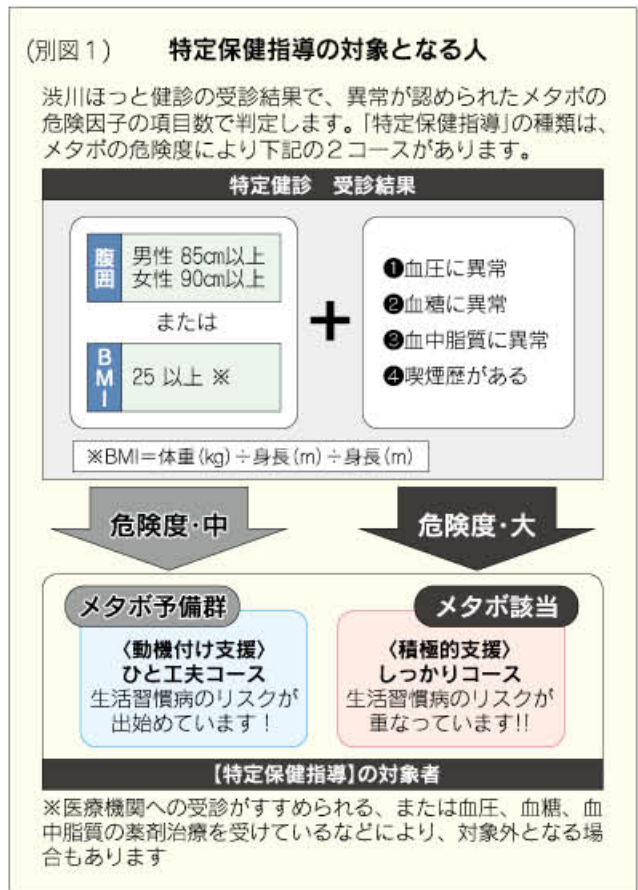 (別図1) 特定保健指導の対象となる人
渋川ほっと健診の受診結果で、異常が認められたメタボの
危険因子の項目数で判定します。「特定保健指導」の種類は、
メタボの危険度により下記の2コースがあります。
特定健診 受診結果
腹囲
男性 85cm以上
女性 90cm以上
または
BMI
25 以上 ※
+
❶血圧に異常
❷血糖に異常
❸血中脂質に異常
❹喫煙歴がある
※BMI=体重(kg)÷身長(m)÷身長(m)
危険度・中
危険度・大
メタボ予備群
〈動機付け支援〉
ひと工夫コース
生活習慣病のリスクが
出始めています!
メタボ該当
〈積極的支援〉
しっかりコース
生活習慣病のリスクが
重なっています!!
【特定保健指導】の対象者
※医療機関への受診がすすめられる、または血圧、血糖、血
中脂質の薬剤治療を受けているなどにより、対象外となる場
合もあります